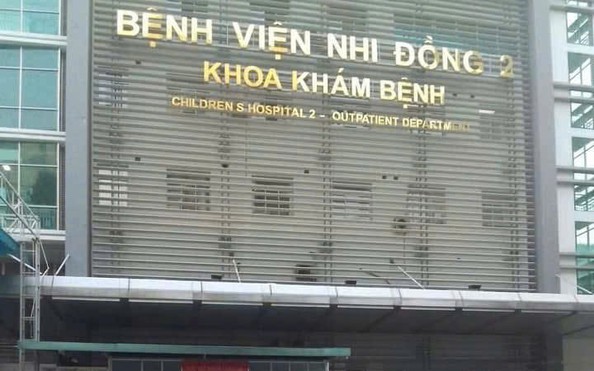 BỆNH VIỆN NHI ĐỒNG 2
KHOA KHÁM BỆNH
CHILDREN S HOSPITAL 2 - OUTPATIENT DEPARTMENT